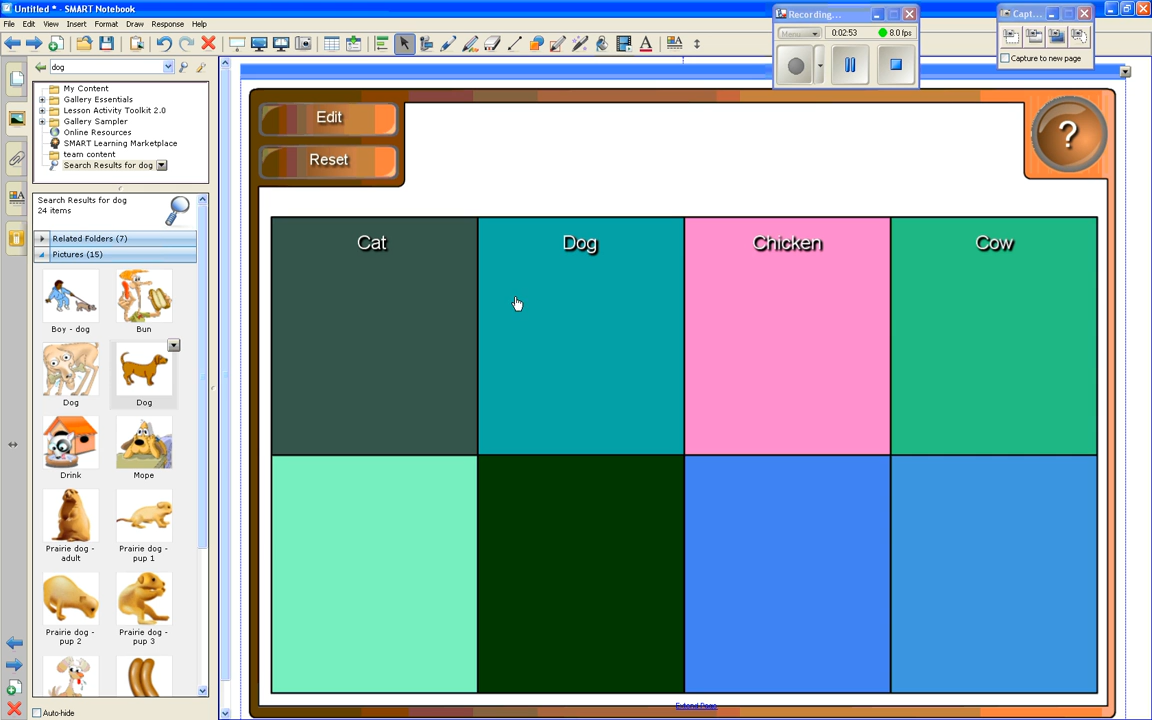 Untitled * - SMART Notebook
File Edit View Insert Format Draw Response Help
Recording...
Menu
0:02:53
8.0 fps
Capt...
Capture to new page
dog
My Content
Gallery Essentials
Lesson Activity Toolkit 2.0
Gallery Sampler
Online Resources
SMART Learning Marketplace
team content
Search Results for dog
Search Results for dog
24 items
Related Folders (7)
Pictures (15)
Boy - dog
Bun
Dog
Dog
Drink
Mope
Prairie dog - adult
Prairie dog - pup 1
Prairie dog - pup 2
Prairie dog - pup 3
Auto-hide
Edit
Reset
?
Cat
Dog
Chicken
Cow
Extend Page